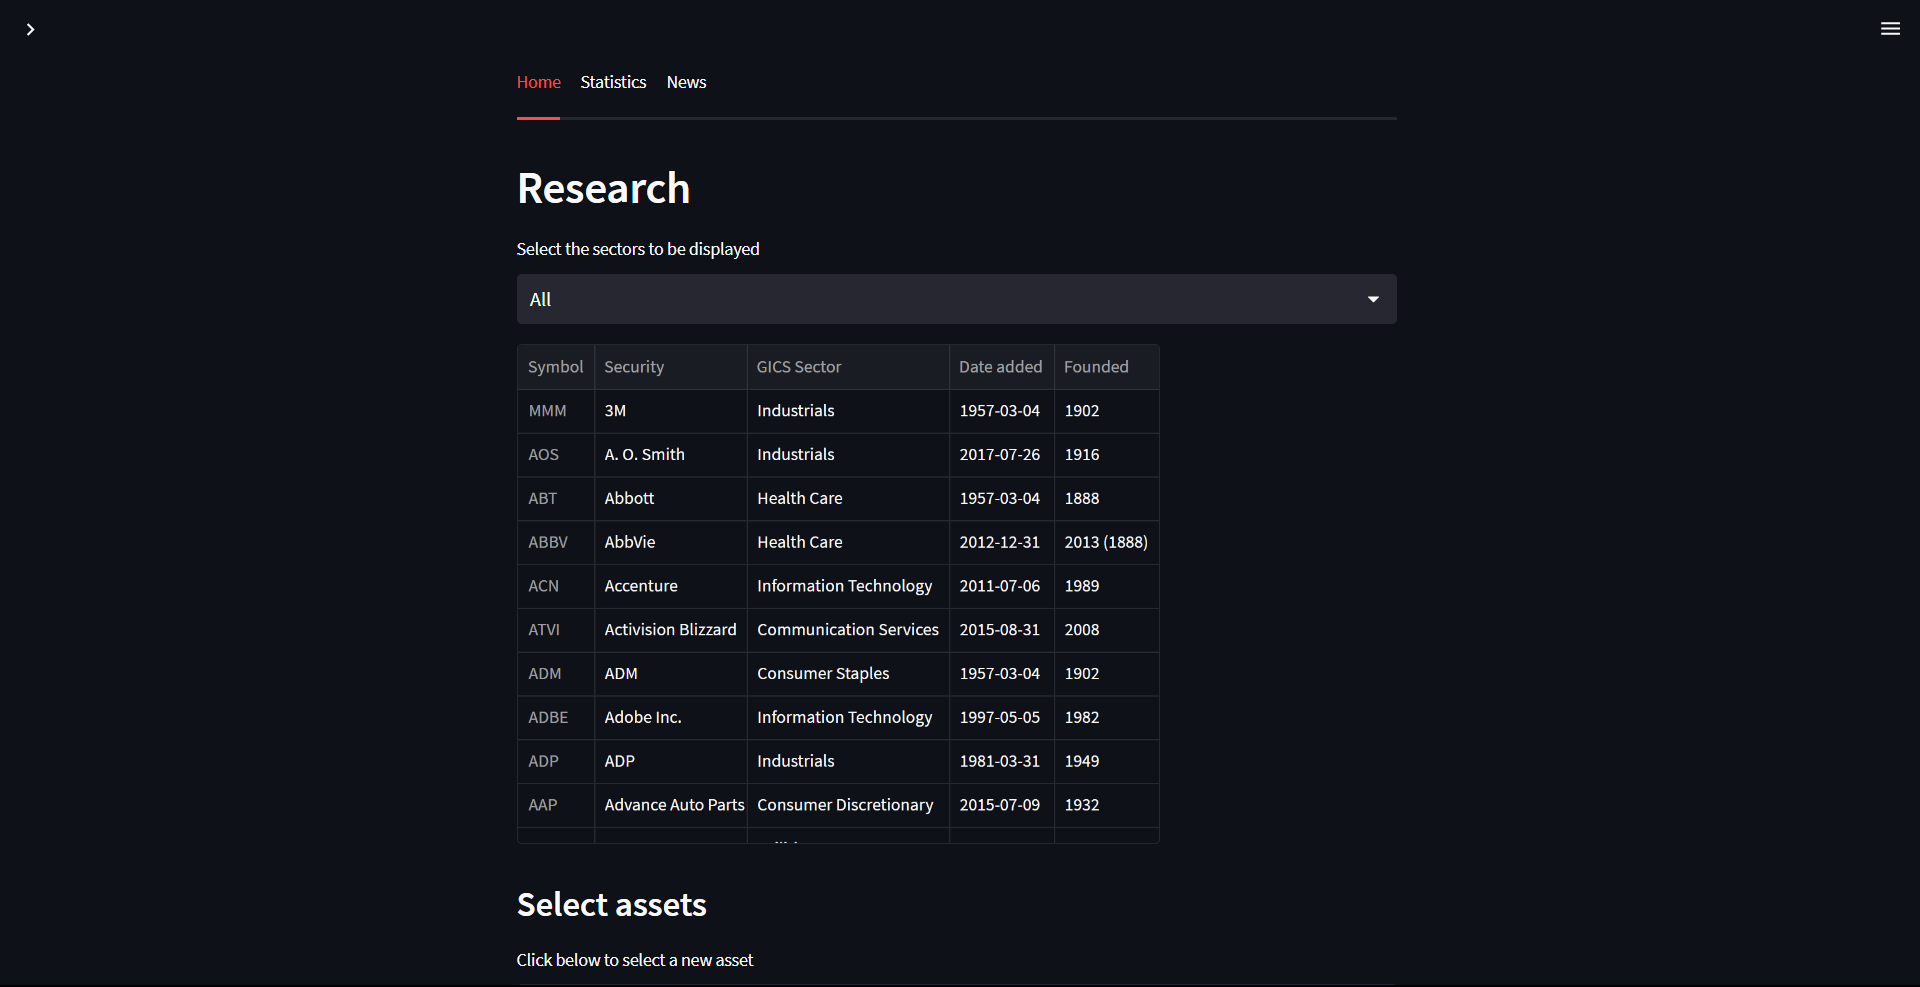 Home Statistics News
Research
Select the sectors to be displayed
All
Symbol Security GICS Sector Date added Founded
MMM 3M Industrials 1957-03-04 1902
AOS A. O. Smith Industrials 2017-07-26 1916
ABT Abbott Health Care 1957-03-04 1888
ABBV AbbVie Health Care 2012-12-31 2013 (1888)
ACN Accenture Information Technology 2011-07-06 1989
ATVI Activision Blizzard Communication Services 2015-08-31 2008
ADM ADM Consumer Staples 1957-03-04 1902
ADBE Adobe Inc. Information Technology 1997-05-05 1982
ADP ADP Industrials 1981-03-31 1949
AAP Advance Auto Parts Consumer Discretionary 2015-07-09 1932
Select assets
Click below to select a new asset